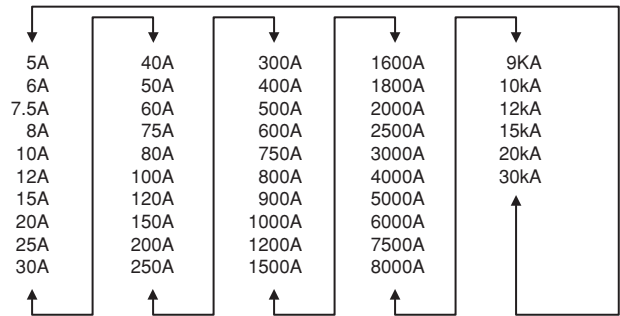 5A 40A 300A 1600A 9KA
6A 50A 400A 1800A 10kA
7.5A 60A 500A 2000A 12kA
8A 75A 600A 2500A 15kA
10A 80A 750A 3000A 20kA
12A 100A 800A 4000A 30kA
15A 120A 900A 5000A
20A 150A 1000A 6000A
25A 200A 1200A 7500A
30A 250A 1500A 8000A